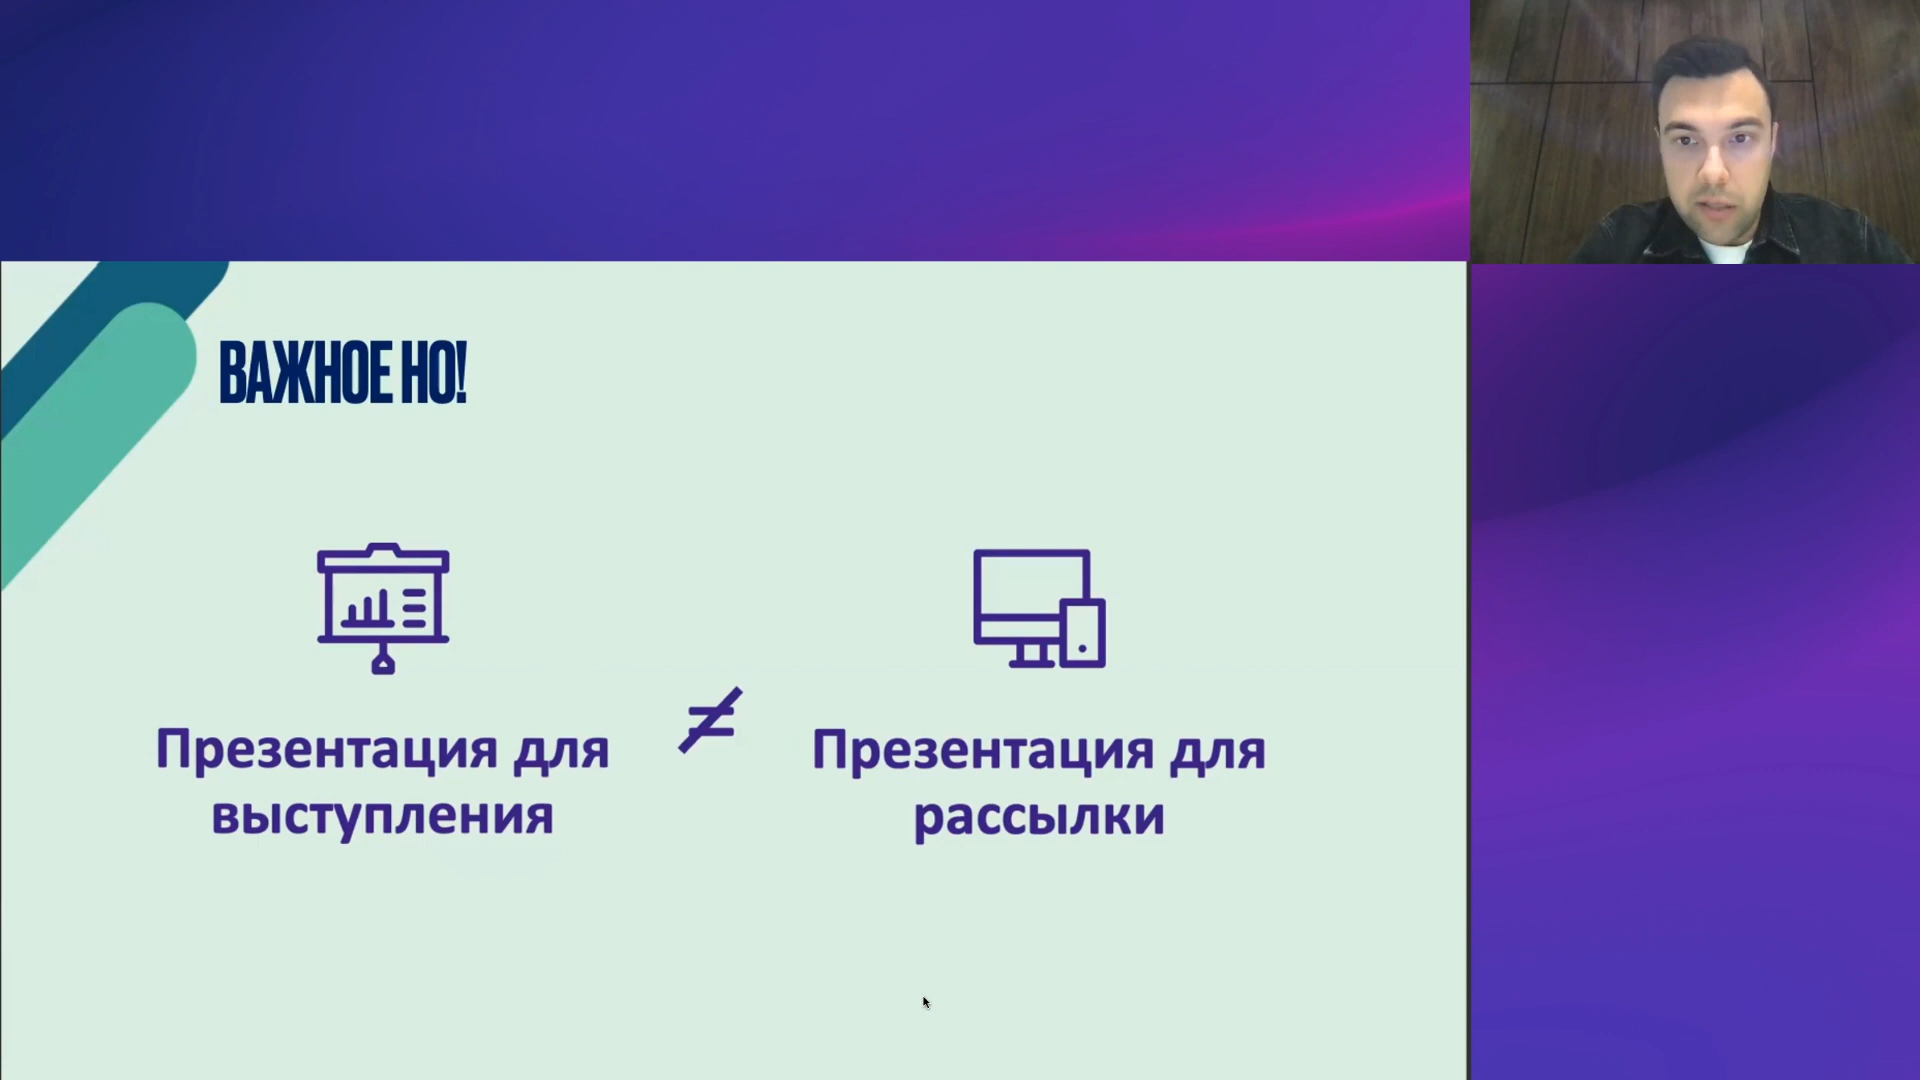 ВАЖНОЕ НО!
Презентация для
выступления
≠
Презентация для
рассылки